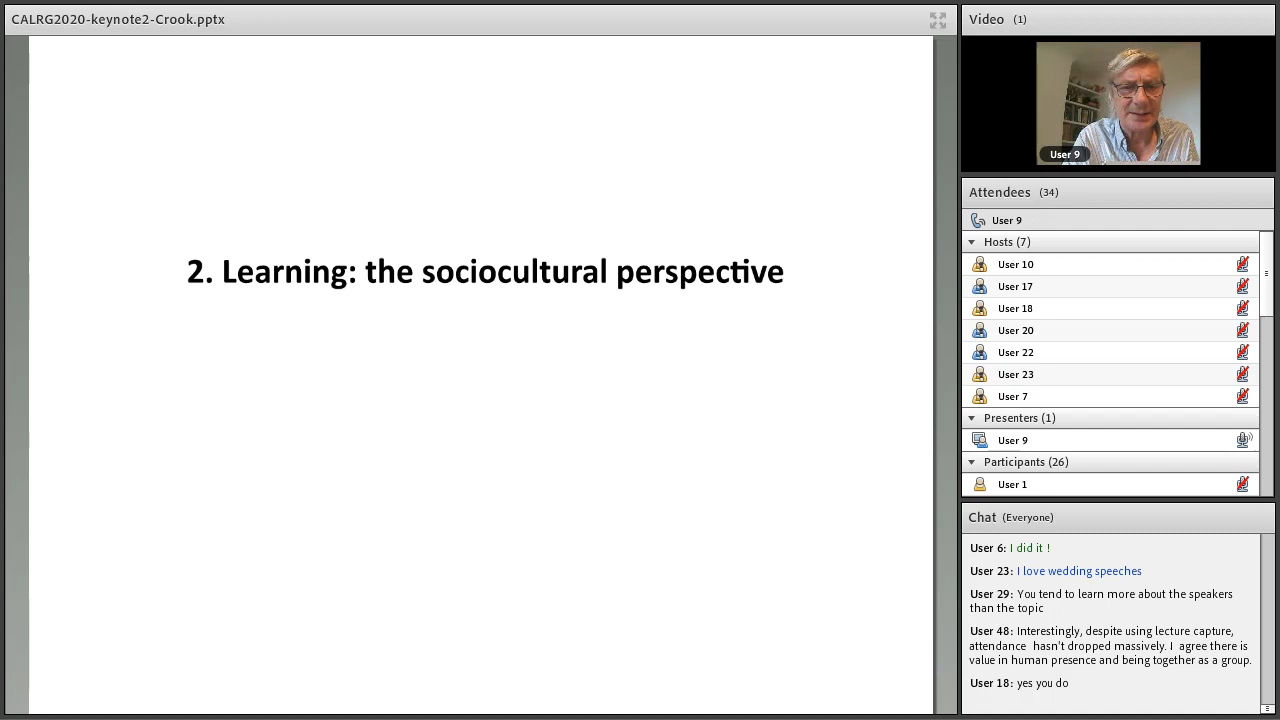 CALRG2020-keynote2-Crook.pptx
2. Learning: the sociocultural perspective
Video (1)
User 9
Attendees (34)
User 9
Hosts (7)
User 10
User 17
User 18
User 20
User 22
User 23
User 7
Presenters (1)
User 9
Participants (26)
User 1
Chat (Everyone)
User 6: I did it !
User 23: I love wedding speeches
User 29: You tend to learn more about the speakers
than the topic
User 48: Interestingly, despite using lecture capture,
attendance hasn't dropped massively. I agree there is
value in human presence and being together as a group.
User 18: yes you do